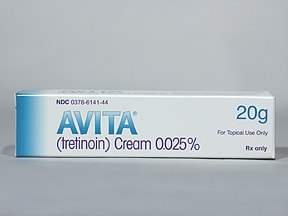 NDC 0378-6141-44
AVITA®
(tretinoin) Cream 0.025%
20g
For Topical Use Only
Rx only